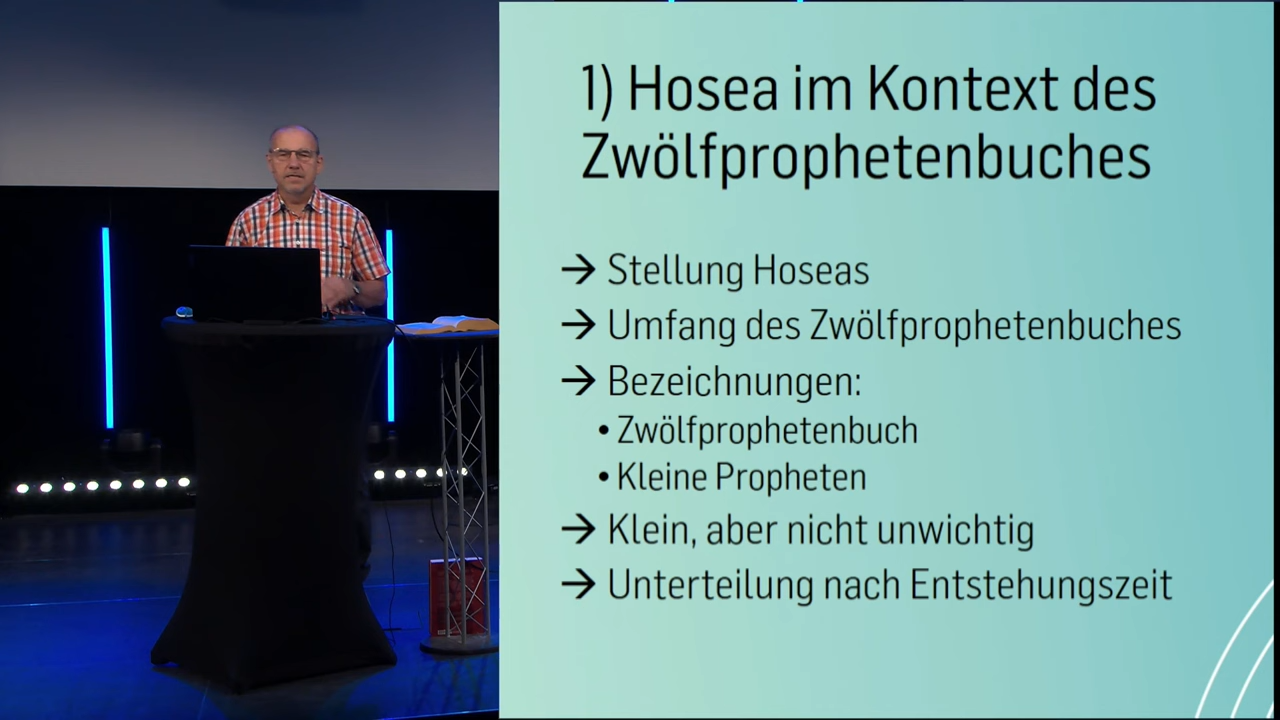 1) Hosea im Kontext des
Zwölfprophetenbuches
→ Stellung Hoseas
→ Umfang des Zwölfprophetenbuches
→ Bezeichnungen:
• Zwölfprophetenbuch
• Kleine Propheten
→ Klein, aber nicht unwichtig
→ Unterteilung nach Entstehungszeit